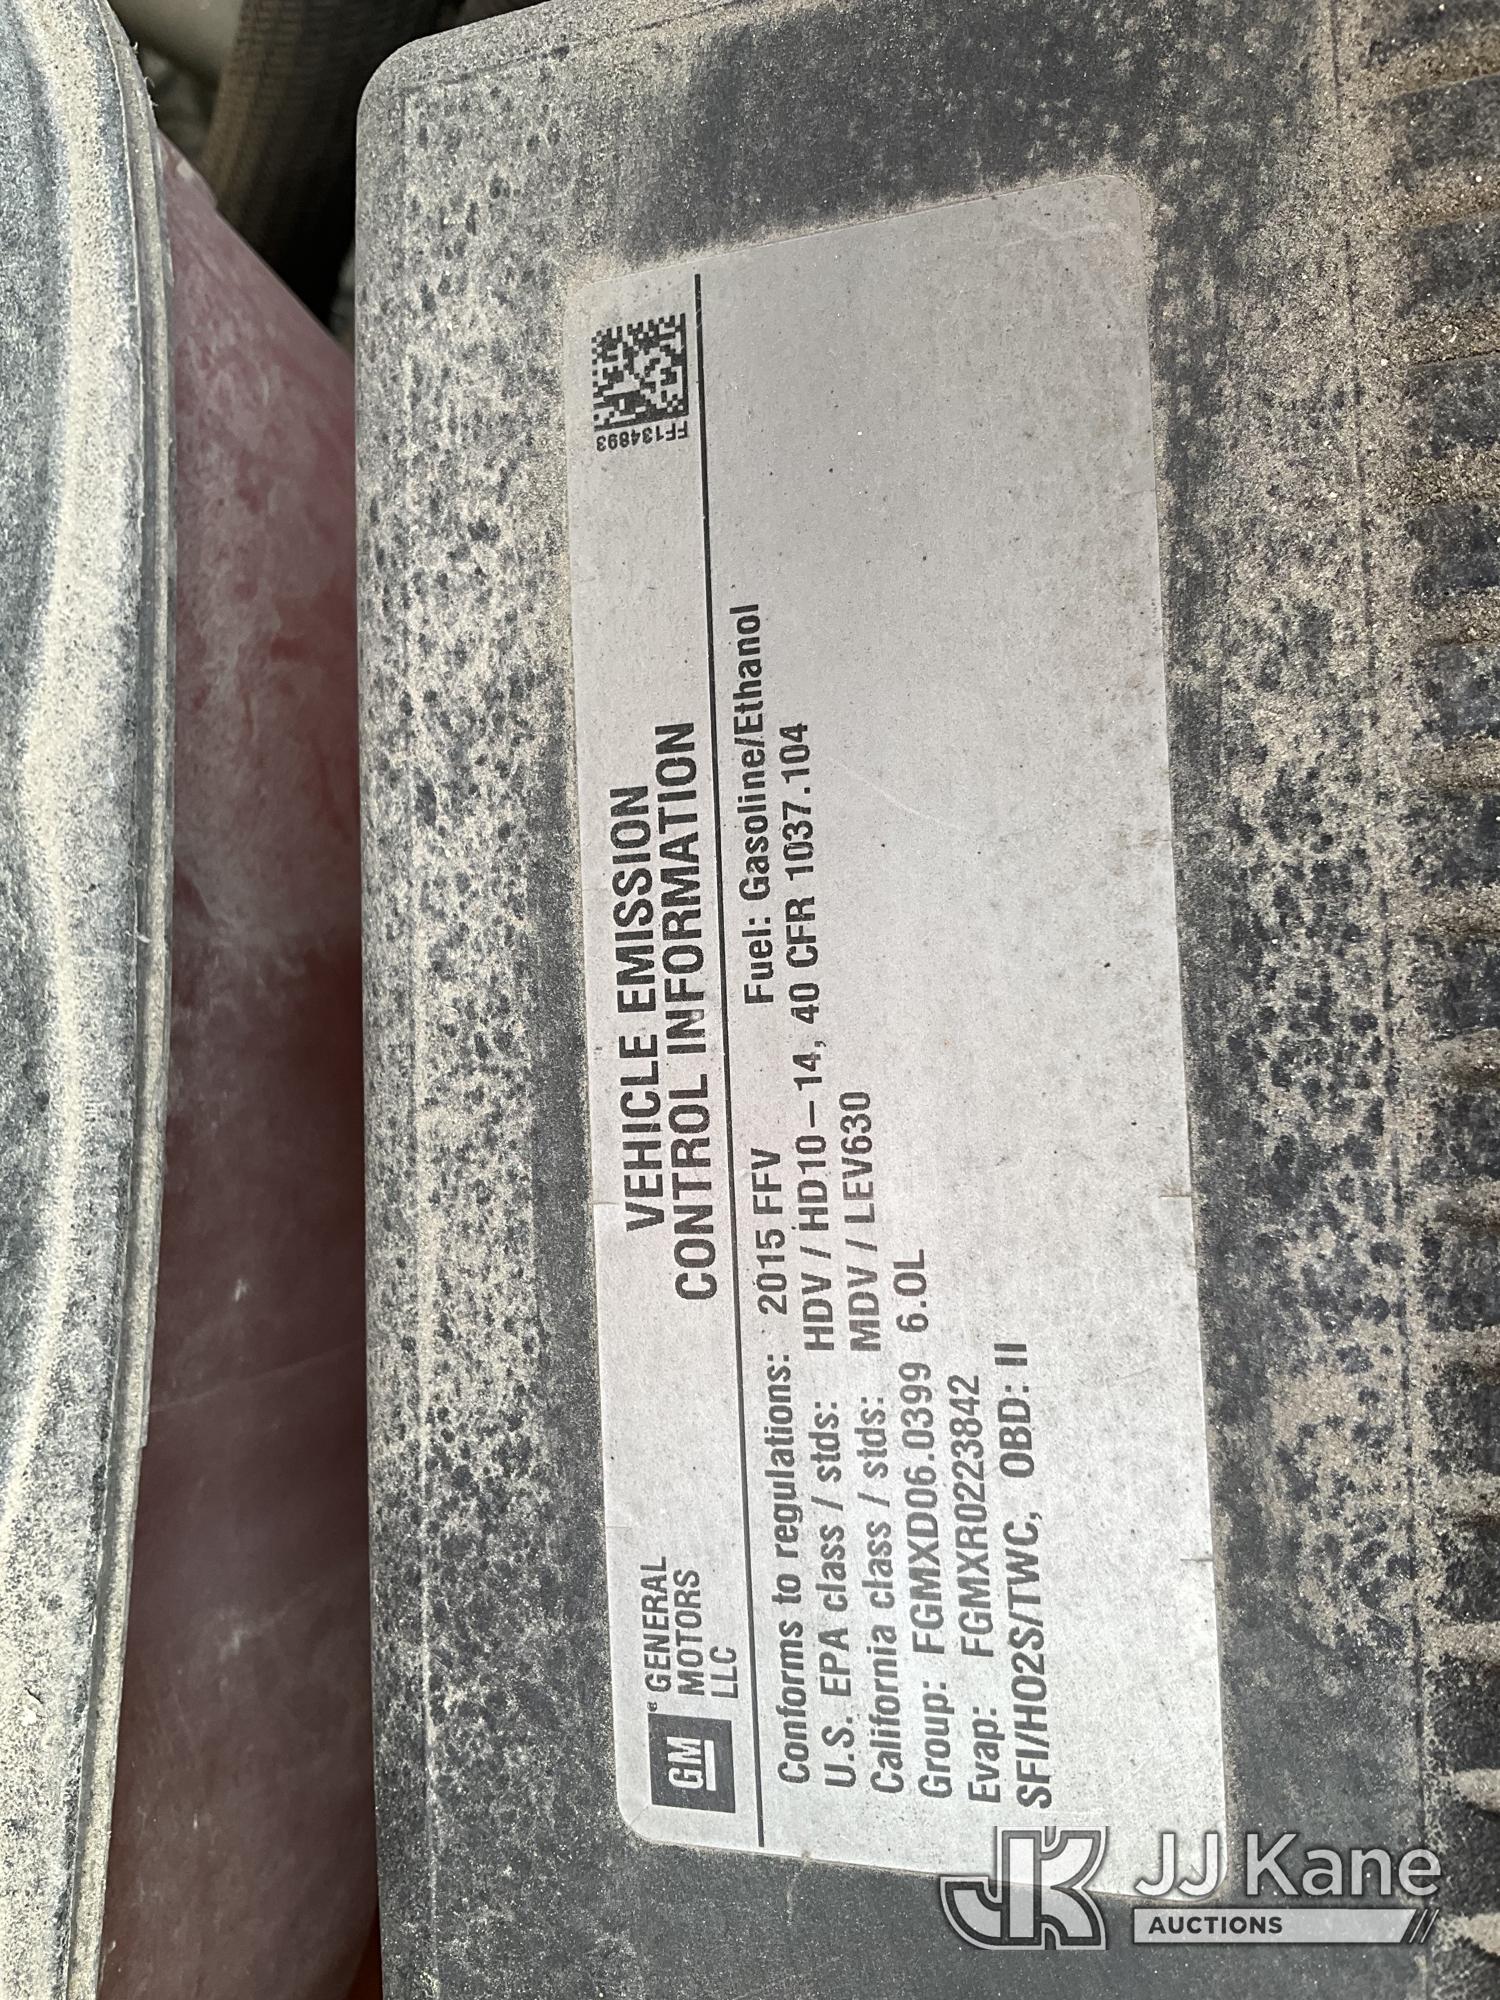 GM
® GENERAL
MOTORS
LLC
VEHICLE EMISSION
CONTROL INFORMATION
FF134893
Conforms to regulations: 2015 FFV Fuel: Gasoline/Ethanol
U.S. EPA class / stds: HDV / HD10–14, 40 CFR 1037.104
California class / stds: MDV / LEV630
Group: FGMXD06.0399 6.0L
Evap: FGMXR0223842
SFI/HO2S/TWC, OBD: II
JK JJ Kane
AUCTIONS